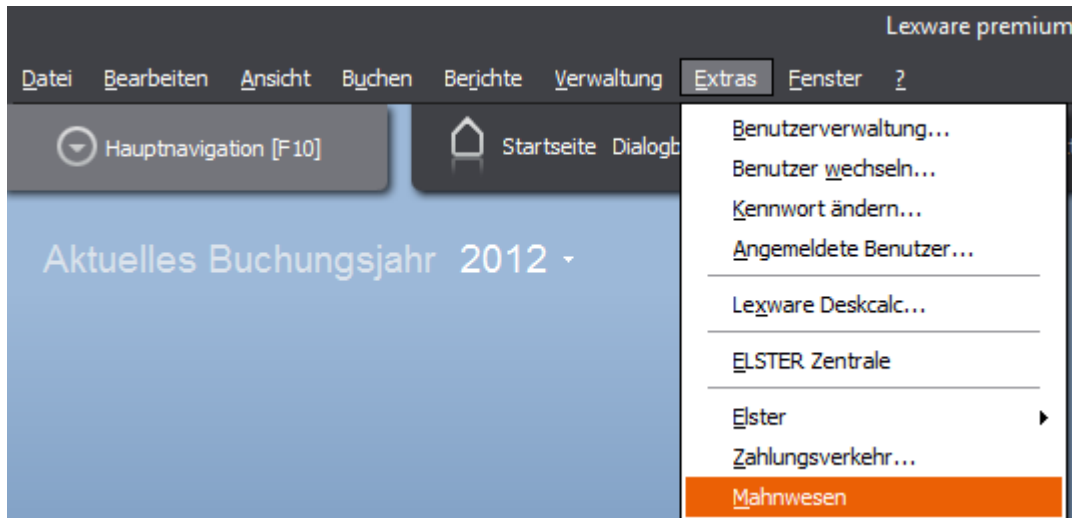 Lexware premium
Datei Bearbeiten Ansicht Buchen Berichte Verwaltung Extras Fenster ?
Hauptnavigation [F10]
Startseite Dialogb
Benutzerverwaltung...
Benutzer wechseln...
Kennwort ändern...
Angemeldete Benutzer...
Lexware Deskcalc...
ELSTER Zentrale
Elster
Zahlungsverkehr...
Mahnwesen
Aktuelles Buchungsjahr 2012